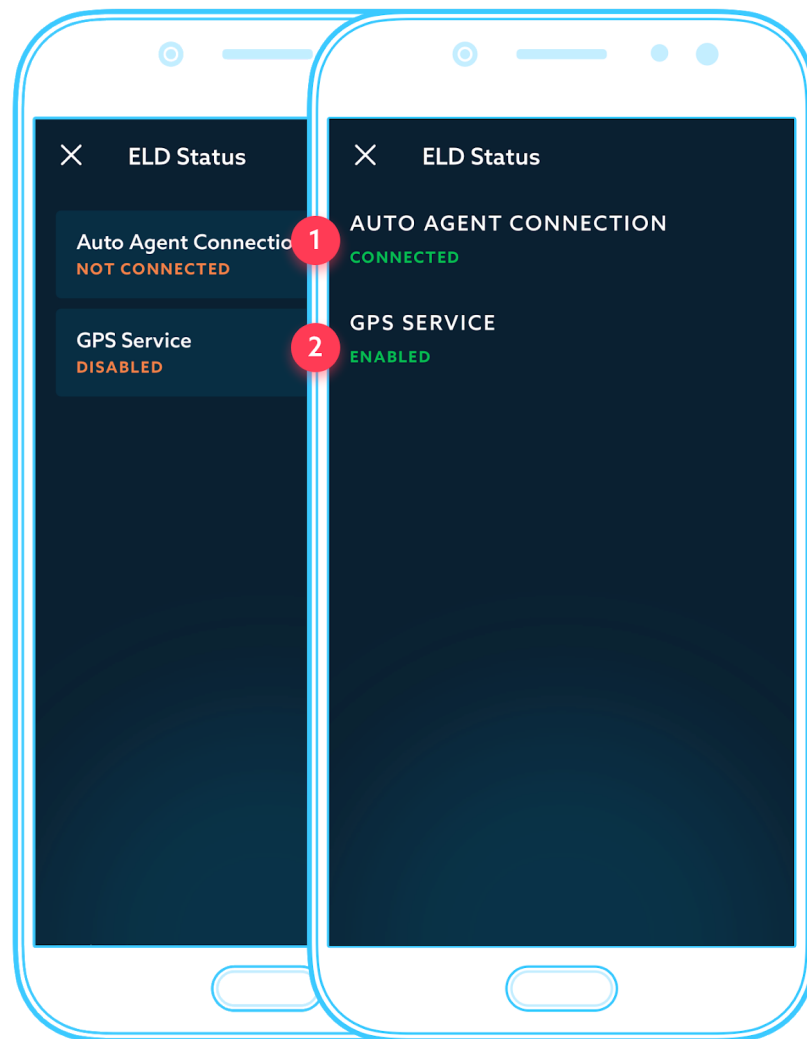 ELD Status
Auto Agent Connectio
NOT CONNECTED
GPS Service
DISABLED
ELD Status
1
AUTO AGENT CONNECTION
CONNECTED
2
GPS SERVICE
ENABLED